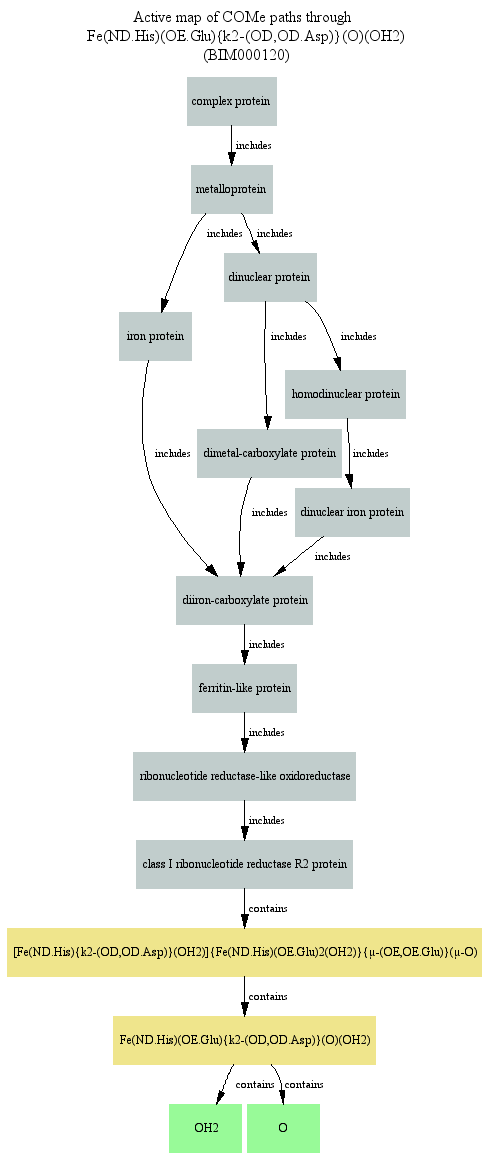 Active map of COMe paths through
Fe(ND.His)(OE.Glu){k2-(OD,OD.Asp)}(O)(OH2)
(BIM000120)
complex protein
includes
metalloprotein
includes
includes
dinuclear protein
iron protein
includes
includes
homodinuclear protein
dimetal-carboxylate protein
includes
includes
dinuclear iron protein
includes
includes
diiron-carboxylate protein
includes
ferritin-like protein
includes
ribonucleotide reductase-like oxidoreductase
includes
class I ribonucleotide reductase R2 protein
contains
[Fe(ND.His){k2-(OD,OD.Asp)}(OH2)]{Fe(ND.His)(OE.Glu)2(OH2)}{μ-(OE,OE.Glu)}(μ-O)
contains
Fe(ND.His)(OE.Glu){k2-(OD,OD.Asp)}(O)(OH2)
contains
contains
OH2
O